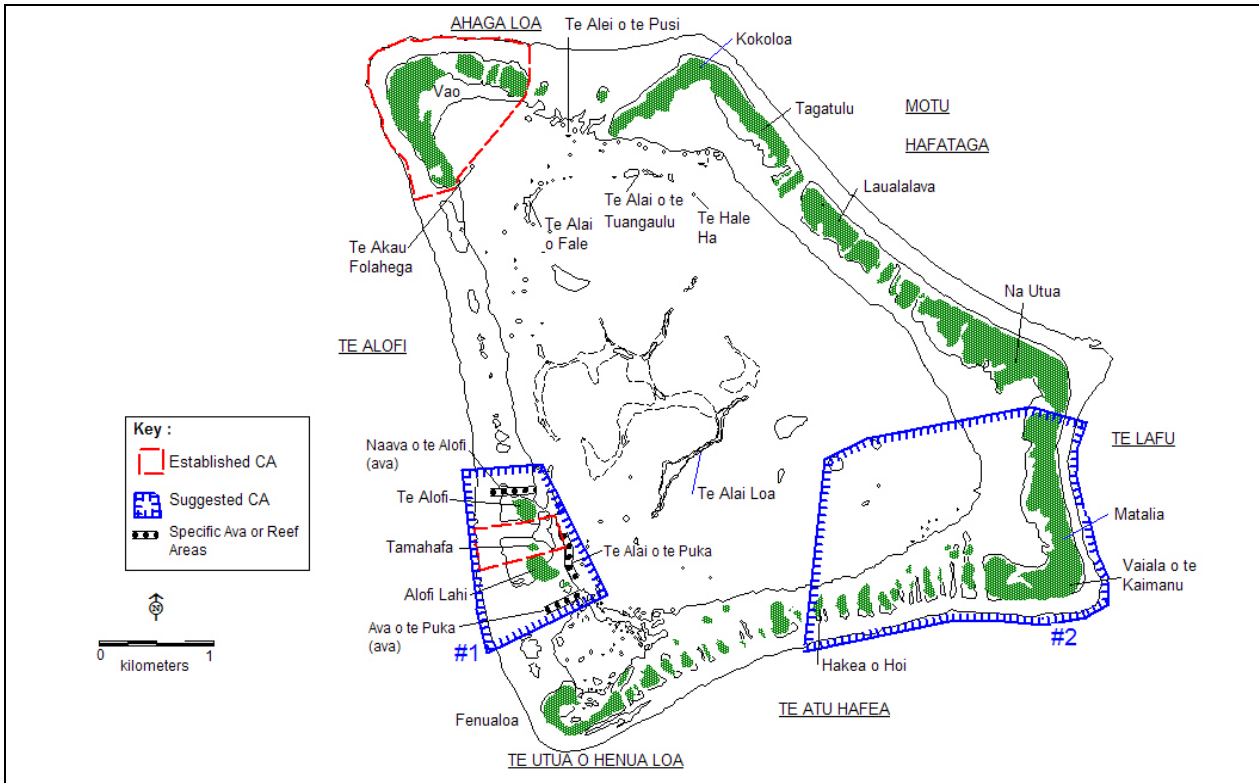 AHAGA LOA
Te Alei o te Pusi
Kokoloa
Vao
Tagatulu
MOTU
HAFATAGA
Laualalava
Te Alai o te
Tuangaulu
Te Hale
Ha
Te Alai
o Fale
Te Akau
Folahega
Na Utua
TE ALOFI
Key :
Established CA
Suggested CA
Specific Ava or Reef
Areas
Naava o te Alofi
(ava)
TE LAFU
Te Alofi
Te Alai Loa
Matalia
Tamahafa
Te Alai o te Puka
Vaiala o te
Kaimanu
Alofi Lahi
Ava o te Puka
(ava)
N
0 1
kilometers
#1
#2
Hakea o Hoi
TE ATU HAFEA
Fenualoa
TE UTUA O HENUA LOA